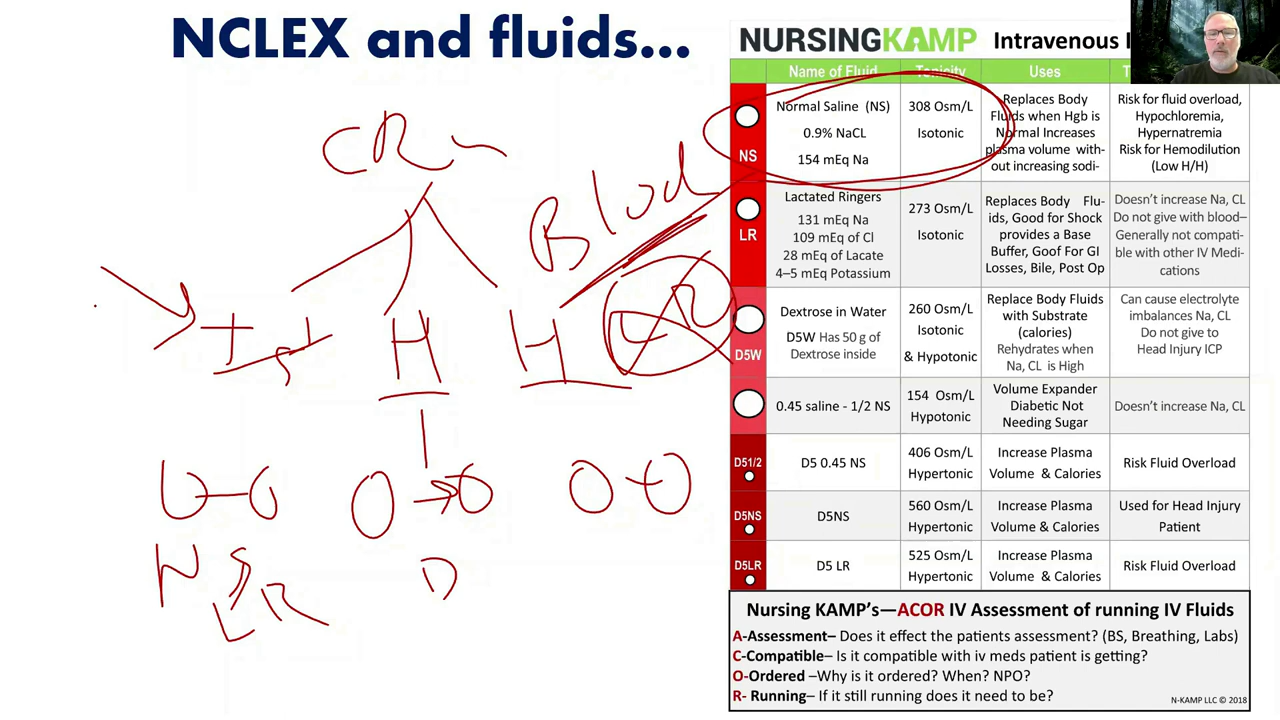 NCLEX and fluids...
NURSINGKAMP Intravenous
Name of Fluid Tonicity Uses
NS
Normal Saline (NS)
0.9% NaCL
154 mEq Na
308 Osm/L
Isotonic
Replaces Body
Fluids when Hgb is
Normal Increases
plasma volume with-
out increasing sodi-
Risk for fluid overload,
Hypochloremia,
Hypernatremia
Risk for Hemodilution
(Low H/H)
LR
Lactated Ringers
131 mEq Na
109 mEq of Cl
28 mEq of Lacate
4–5 mEq Potassium
273 Osm/L
Isotonic
Replaces Body Flu-
ids, Good for Shock
provides a Base
Buffer, Goof For GI
Losses, Bile, Post Op
Doesn't increase Na, CL
Do not give with blood–
Generally not compati-
ble with other IV Medi-
cations
D5W
Dextrose in Water
D5W Has 50 g of
Dextrose inside
260 Osm/L
Isotonic
& Hypotonic
Replace Body Fluids
with Substrate
(calories)
Rehydrates when
Na, CL is High
Can cause electrolyte
imbalances Na, CL
Do not give to
Head Injury ICP
0.45 saline - 1/2 NS
154 Osm/L
Hypotonic
Volume Expander
Diabetic Not
Needing Sugar
Doesn't increase Na, CL
D51/2
D5 0.45 NS
406 Osm/L
Hypertonic
Increase Plasma
Volume & Calories
Risk Fluid Overload
D5NS
D5NS
560 Osm/L
Hypertonic
Increase Plasma
Volume & Calories
Used for Head Injury
Patient
D5LR
D5 LR
525 Osm/L
Hypertonic
Increase Plasma
Volume & Calories
Risk Fluid Overload
Nursing KAMP's—ACOR IV Assessment of running IV Fluids
A-Assessment– Does it effect the patients assessment? (BS, Breathing, Labs)
C-Compatible– Is it compatible with iv meds patient is getting?
O-Ordered –Why is it ordered? When? NPO?
R- Running– If it still running does it need to be?
N-KAMP LLC © 2018
Blood
H H LR
NS
LR
D